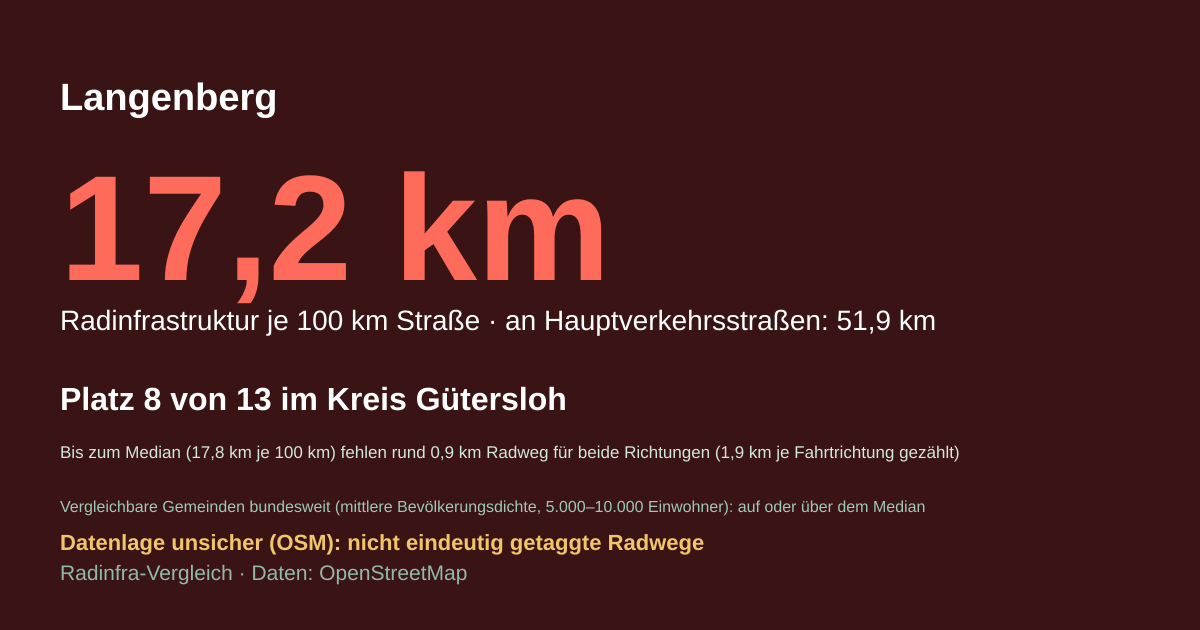 Langenberg
17,2 km
Radinfrastruktur je 100 km Straße · an Hauptverkehrsstraßen: 51,9 km
Platz 8 von 13 im Kreis Gütersloh
Bis zum Median (17,8 km je 100 km) fehlen rund 0,9 km Radweg für beide Richtungen (1,9 km je Fahrtrichtung gezählt)
Vergleichbare Gemeinden bundesweit (mittlere Bevölkerungsdichte, 5.000–10.000 Einwohner): auf oder über dem Median
Datenlage unsicher (OSM): nicht eindeutig getaggte Radwege
Radinfra-Vergleich · Daten: OpenStreetMap